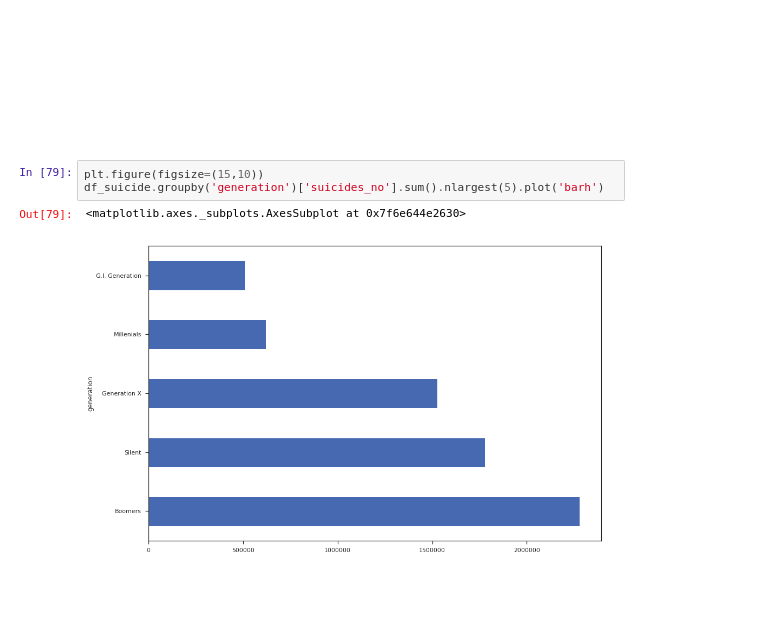 In [79]:
plt.figure(figsize=(15,10))
df_suicide.groupby('generation')['suicides_no'].sum().nlargest(5).plot('barh')
Out[79]:
<matplotlib.axes._subplots.AxesSubplot at 0x7f6e644e2630>
G.I. Generation
Millenials
generation
Generation X
Silent
Boomers
0 500000 1000000 1500000 2000000